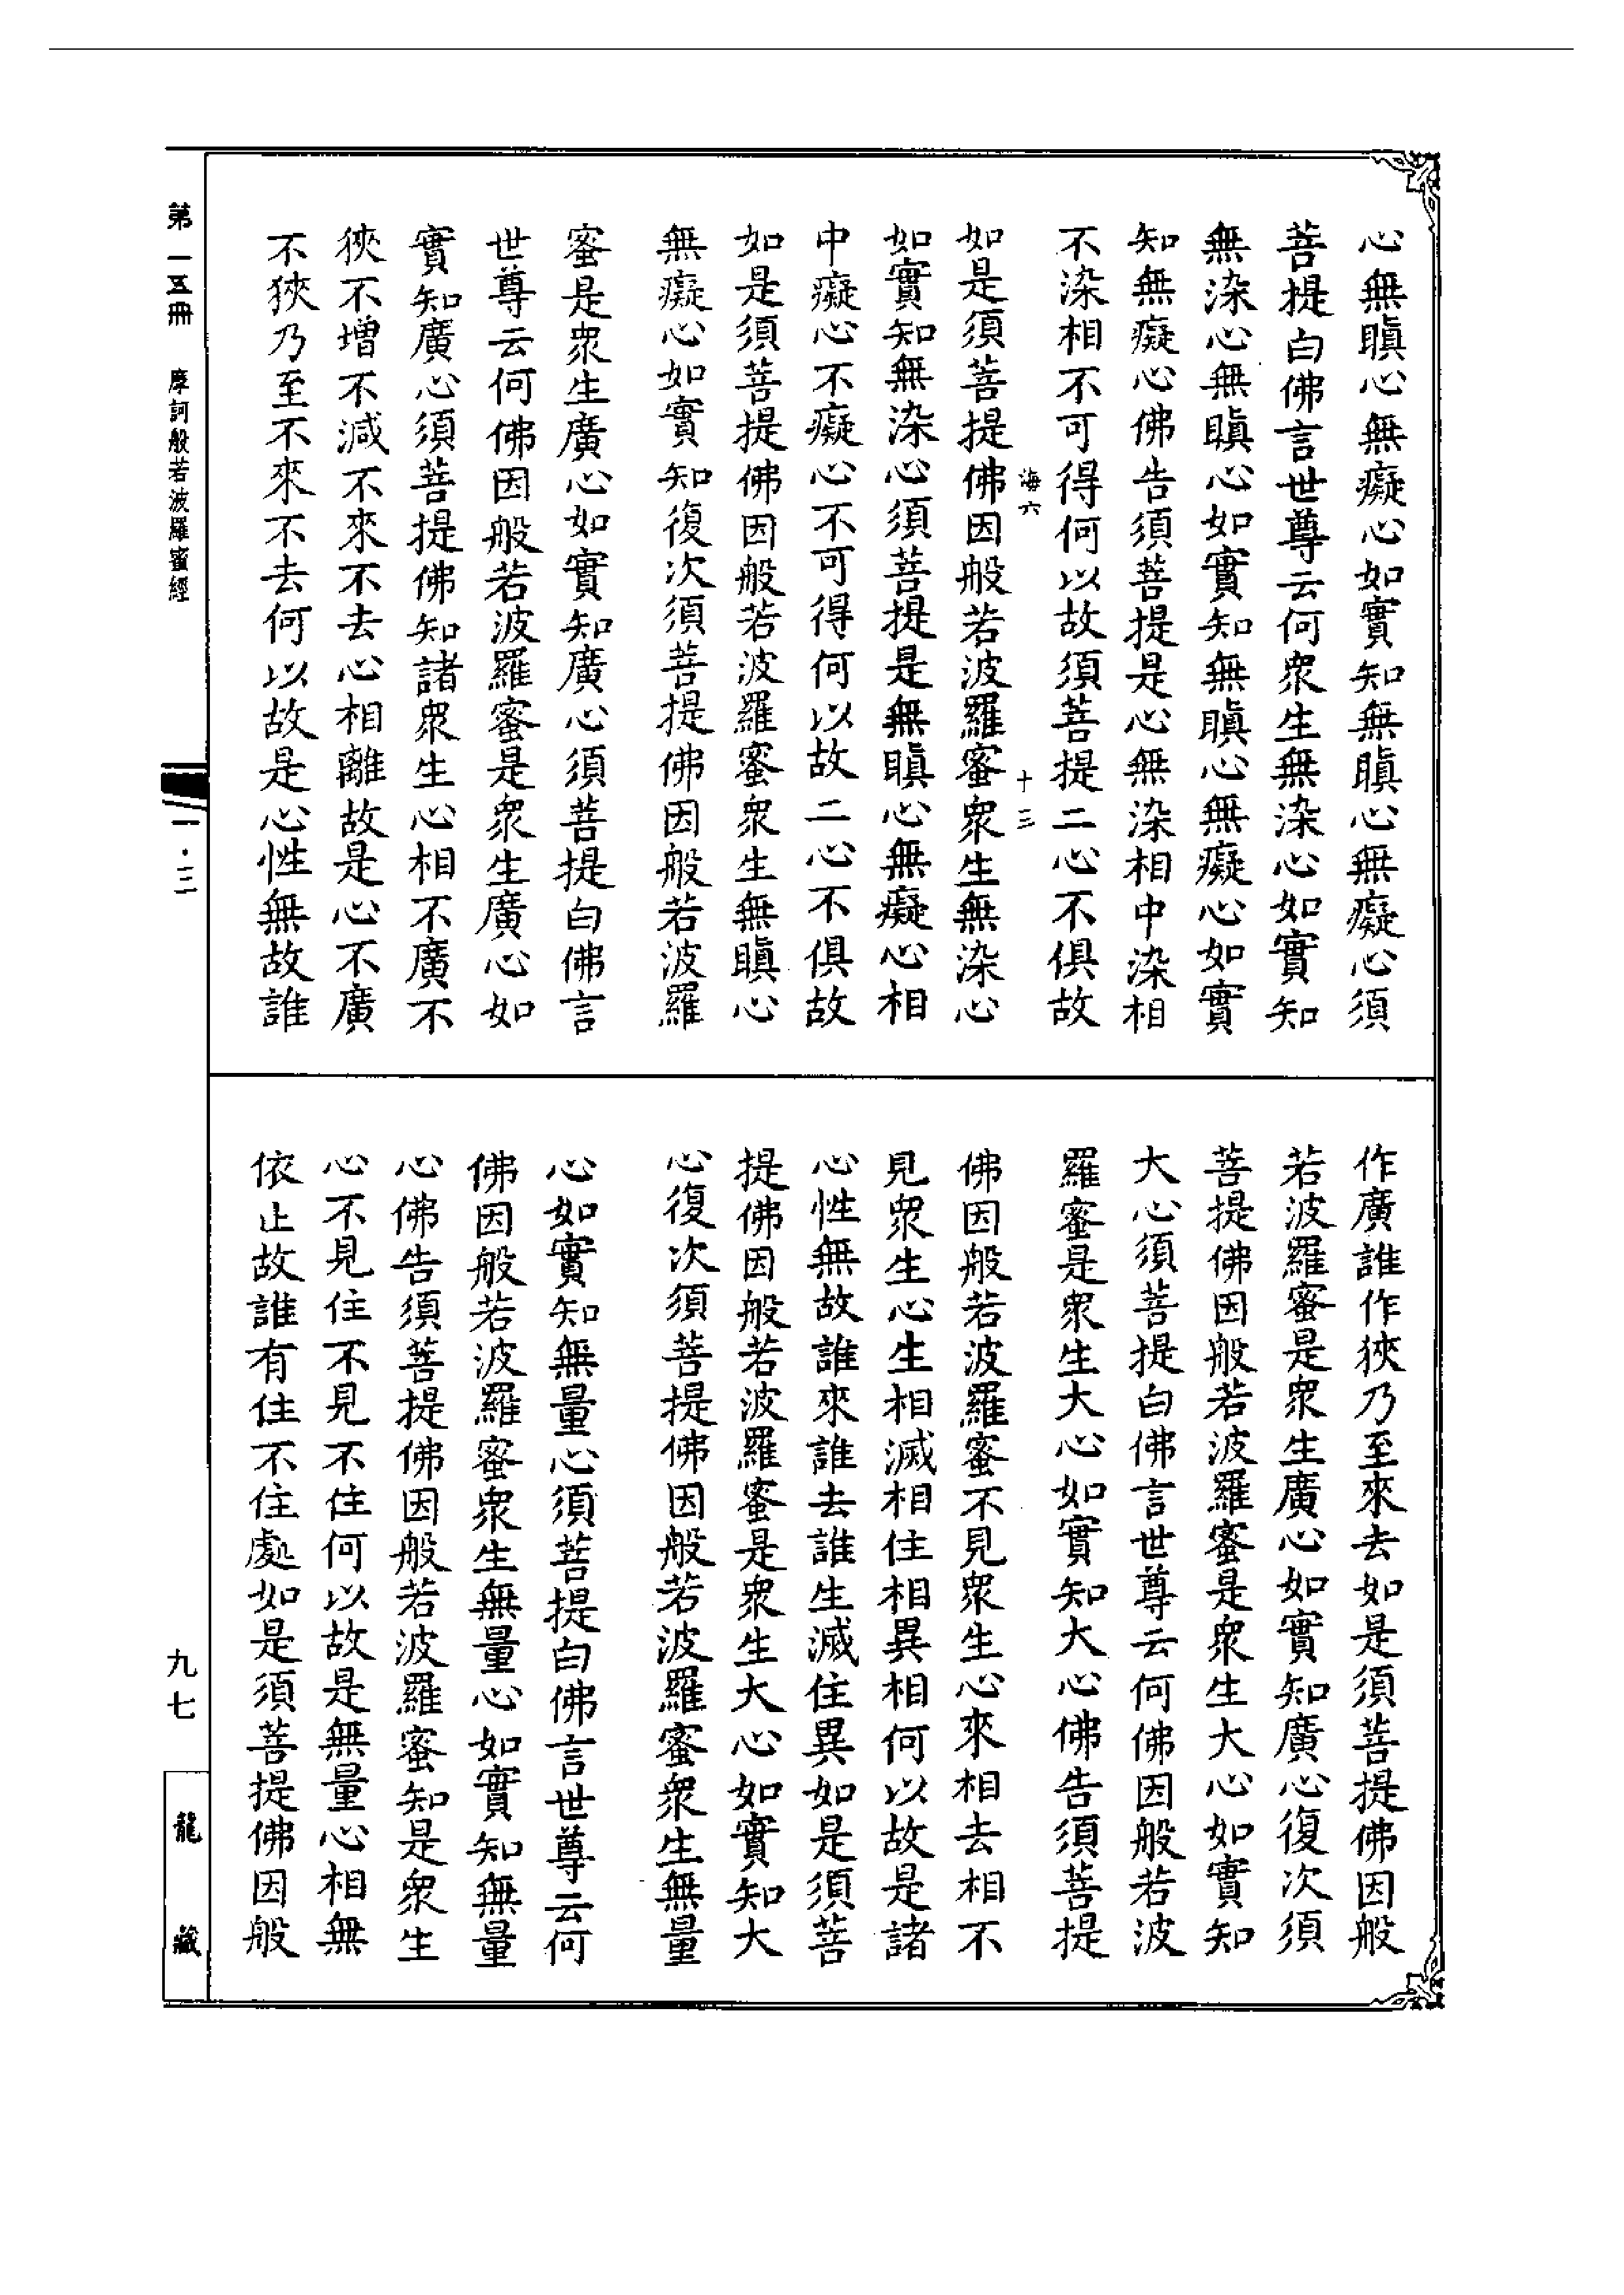 心無瞋心無癡心如實知無瞋心無癡心須
菩提白佛言世尊云何眾生無染心如實知
無染心無瞋心如實知無瞋心無癡心如實
知無癡心佛告須菩提是心無染相中染相
不染相不可得何以故須菩提二心不俱故
海六 十三
如是須菩提佛因般若波羅蜜眾生無染心
如實知無染心須菩提是無瞋心無癡心相
中癡心不癡心不可得何以故二心不俱故
如是須菩提佛因般若波羅蜜眾生無瞋心
無癡心如實知復次須菩提佛因般若波羅
蜜是眾生廣心如實知廣心須菩提白佛言
世尊云何佛因般若波羅蜜是眾生廣心如
實知廣心須菩提佛知諸眾生心相不廣不
狹不增不減不來不去心相離故是心不廣
不狹乃至不來不去何以故是心性無故誰
作廣誰作狹乃至來去如是須菩提佛因般
若波羅蜜是眾生廣心如實知廣心復次須
菩提佛因般若波羅蜜是眾生大心如實知
大心須菩提白佛言世尊云何佛因般若波
羅蜜是眾生大心如實知大心佛告須菩提
佛因般若波羅蜜不見眾生心來相去相不
見眾生心生相滅相住相異相何以故是諸
心性無故誰來誰去誰生滅住異如是須菩
提佛因般若波羅蜜是眾生大心如實知大
心復次須菩提佛因般若波羅蜜眾生無量
心如實知無量心須菩提白佛言世尊云何
佛因般若波羅蜜眾生無量心如實知無量
心佛告須菩提佛因般若波羅蜜知是眾生
心不見住不見不住何以故是無量心相無
依止故誰有住不住處如是須菩提佛因般
第一五冊 摩訶般若波羅蜜經
九七
龍藏